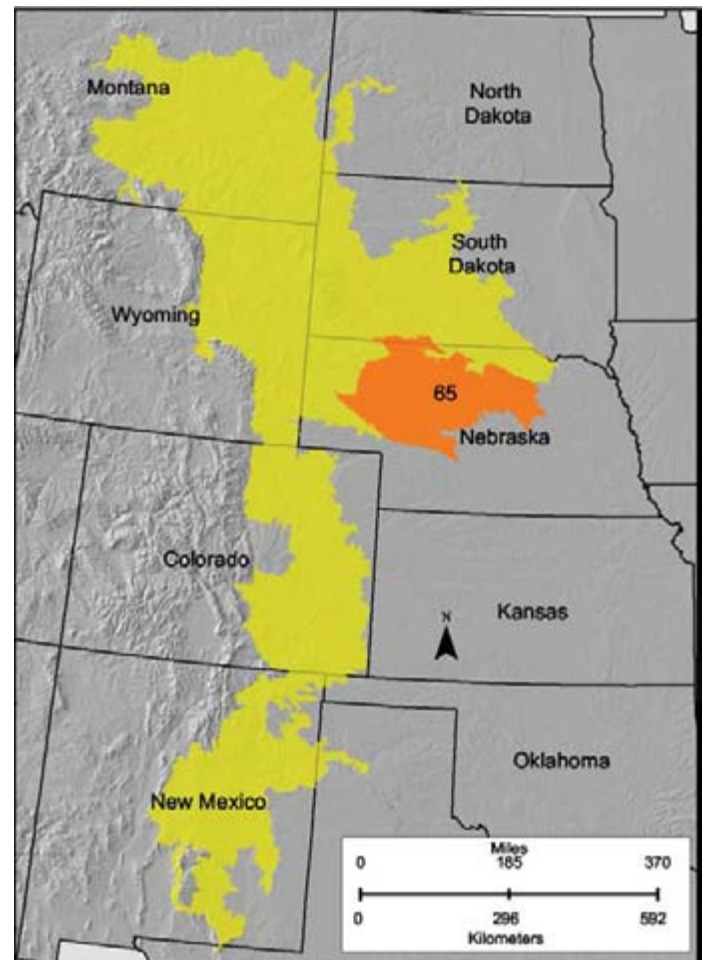 Montana
North
Dakota
South
Dakota
Wyoming
65
Nebraska
Colorado
N
Kansas
Oklahoma
New Mexico
Miles
0 185 370
0 296 592
Kilometers